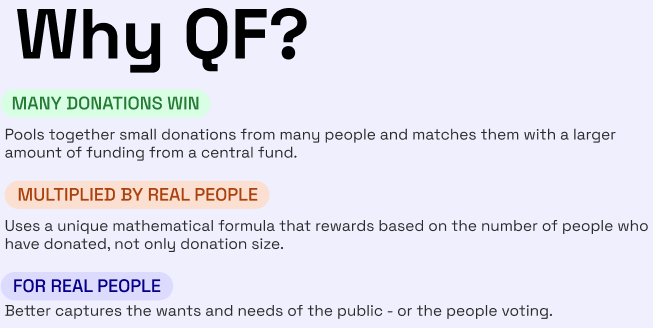 Why QF?
MANY DONATIONS WIN
Pools together small donations from many people and matches them with a larger
amount of funding from a central fund.
MULTIPLIED BY REAL PEOPLE
Uses a unique mathematical formula that rewards based on the number of people who
have donated, not only donation size.
FOR REAL PEOPLE
Better captures the wants and needs of the public - or the people voting.